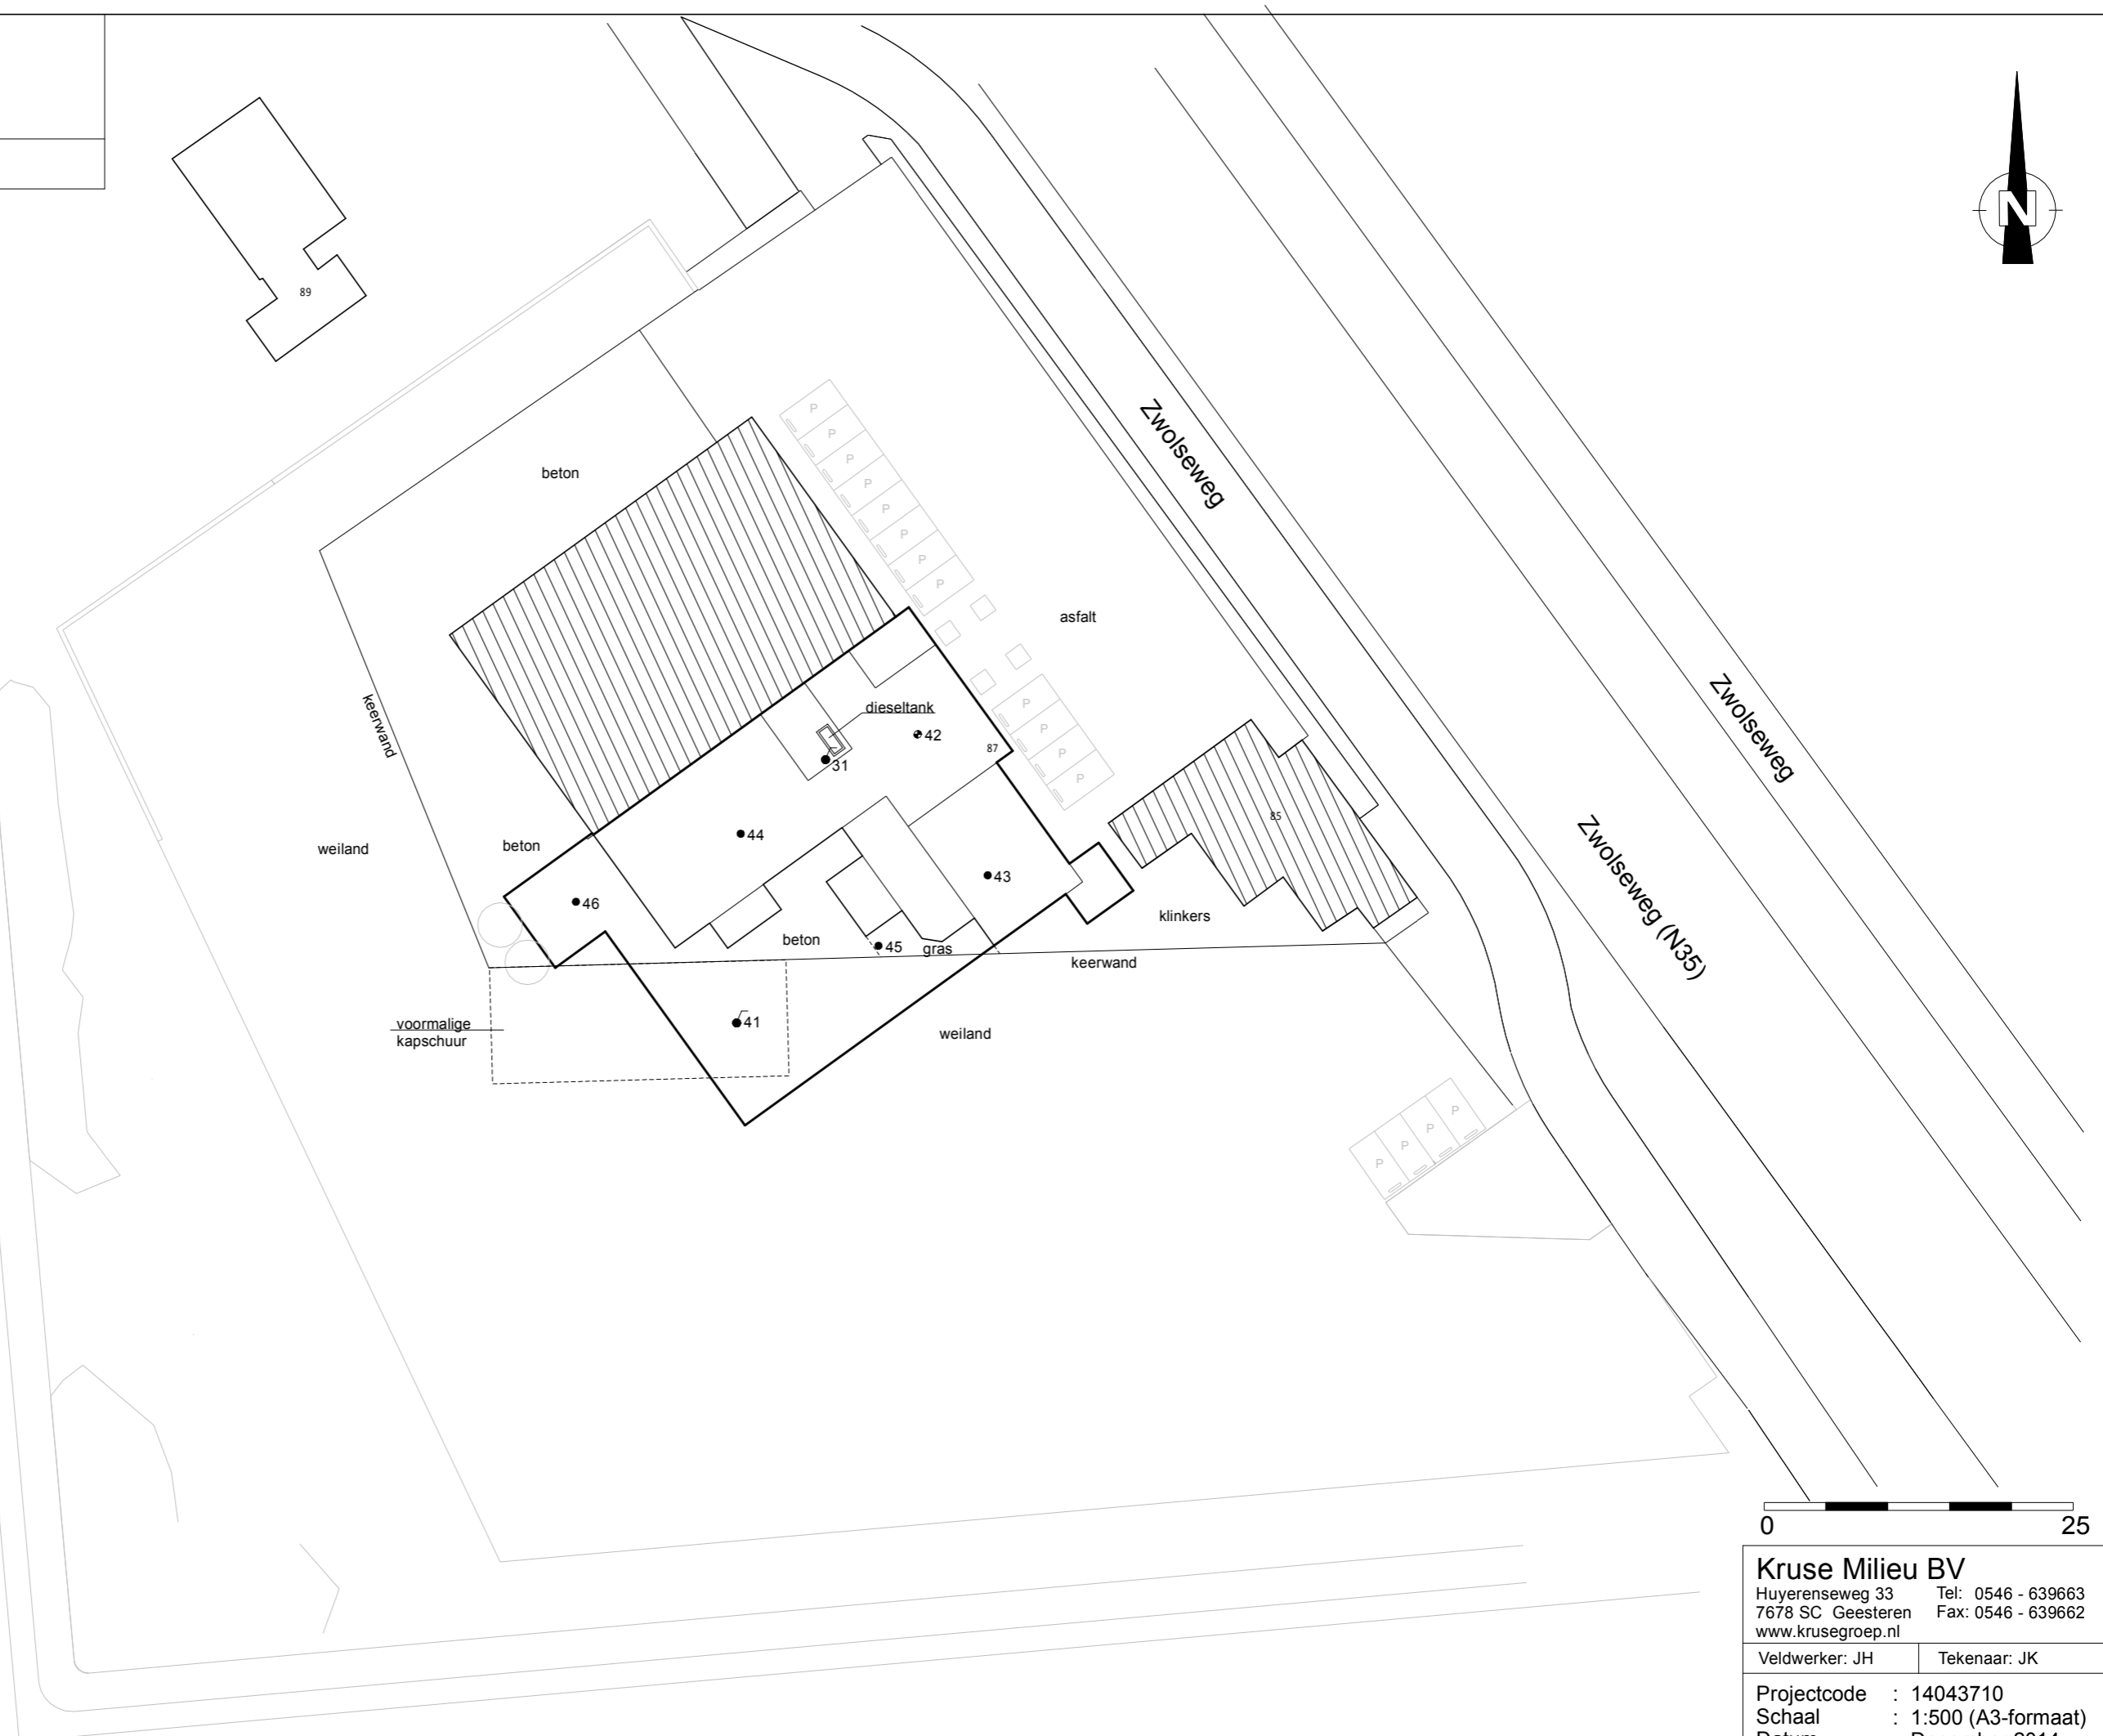 N
89
P
P
P
P
P
P
P
P
Zwolseweg
beton
asfalt
keerwand
dieseltank
42
87
31
P
P
P
P
Zwolseweg
85
44
weiland
beton
43
46
Zwolseweg (N35)
klinkers
beton
45
gras
keerwand
voormalige
kapschuur
41
weiland
P
P
P
P
0 25
Kruse Milieu BV
Huyerenseweg 33 Tel: 0546 - 639663
7678 SC Geesteren Fax: 0546 - 639662
www.krusegroep.nl
Veldwerker: JH Tekenaar: JK
Projectcode : 14043710
Schaal : 1:500 (A3-formaat)